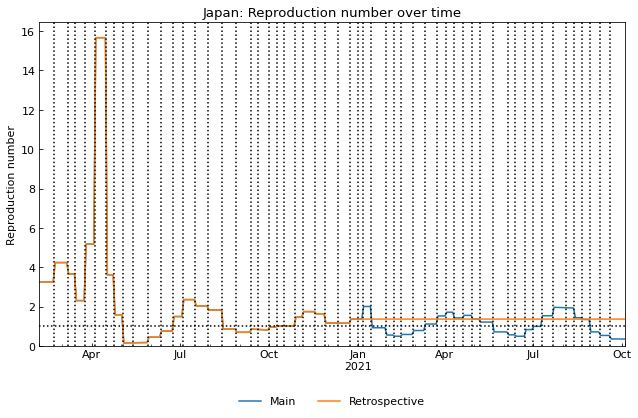 Japan: Reproduction number over time
Reproduction number
16
14
12
10
8
6
4
2
0
Apr Jul Oct Jan Apr Jul Oct
2021
Main Retrospective